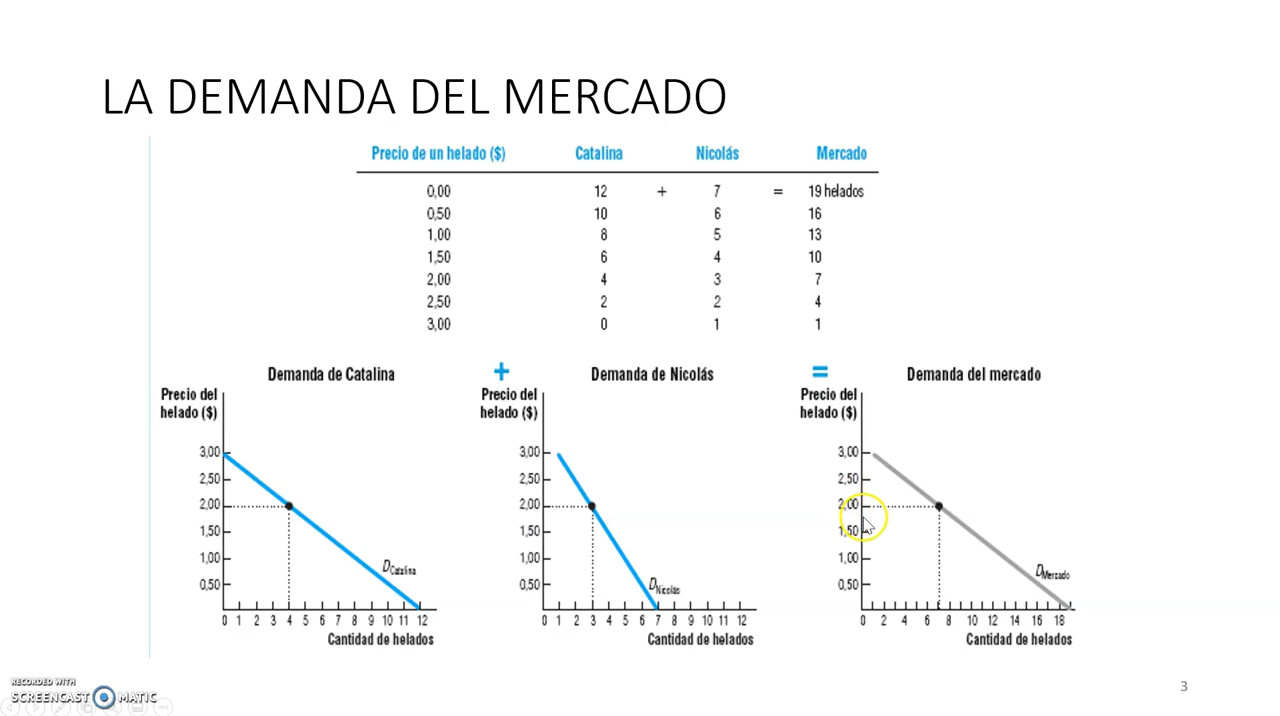 LA DEMANDA DEL MERCADO
Precio de un helado ($) Catalina Nicolás Mercado
0,00 12 + 7 = 19 helados
0,50 10 6 16
1,00 8 5 13
1,50 6 4 10
2,00 4 3 7
2,50 2 2 4
3,00 0 1 1
Demanda de Catalina + Demanda de Nicolás = Demanda del mercado
Precio del
helado ($)
3,00
2,50
2,00
1,50
1,00
0,50
D Catalina
0 1 2 3 4 5 6 7 8 9 10 11 12
Cantidad de helados
Precio del
helado ($)
3,00
2,50
2,00
1,50
1,00
0,50
D Nicolás
0 1 2 3 4 5 6 7 8 9 10 11 12
Cantidad de helados
Precio del
helado ($)
3,00
2,50
2,00
1,50
1,00
0,50
D Mercado
0 2 4 6 8 10 12 14 16 18
Cantidad de helados
RECORDED WITH
SCREENCAST MATIC
3